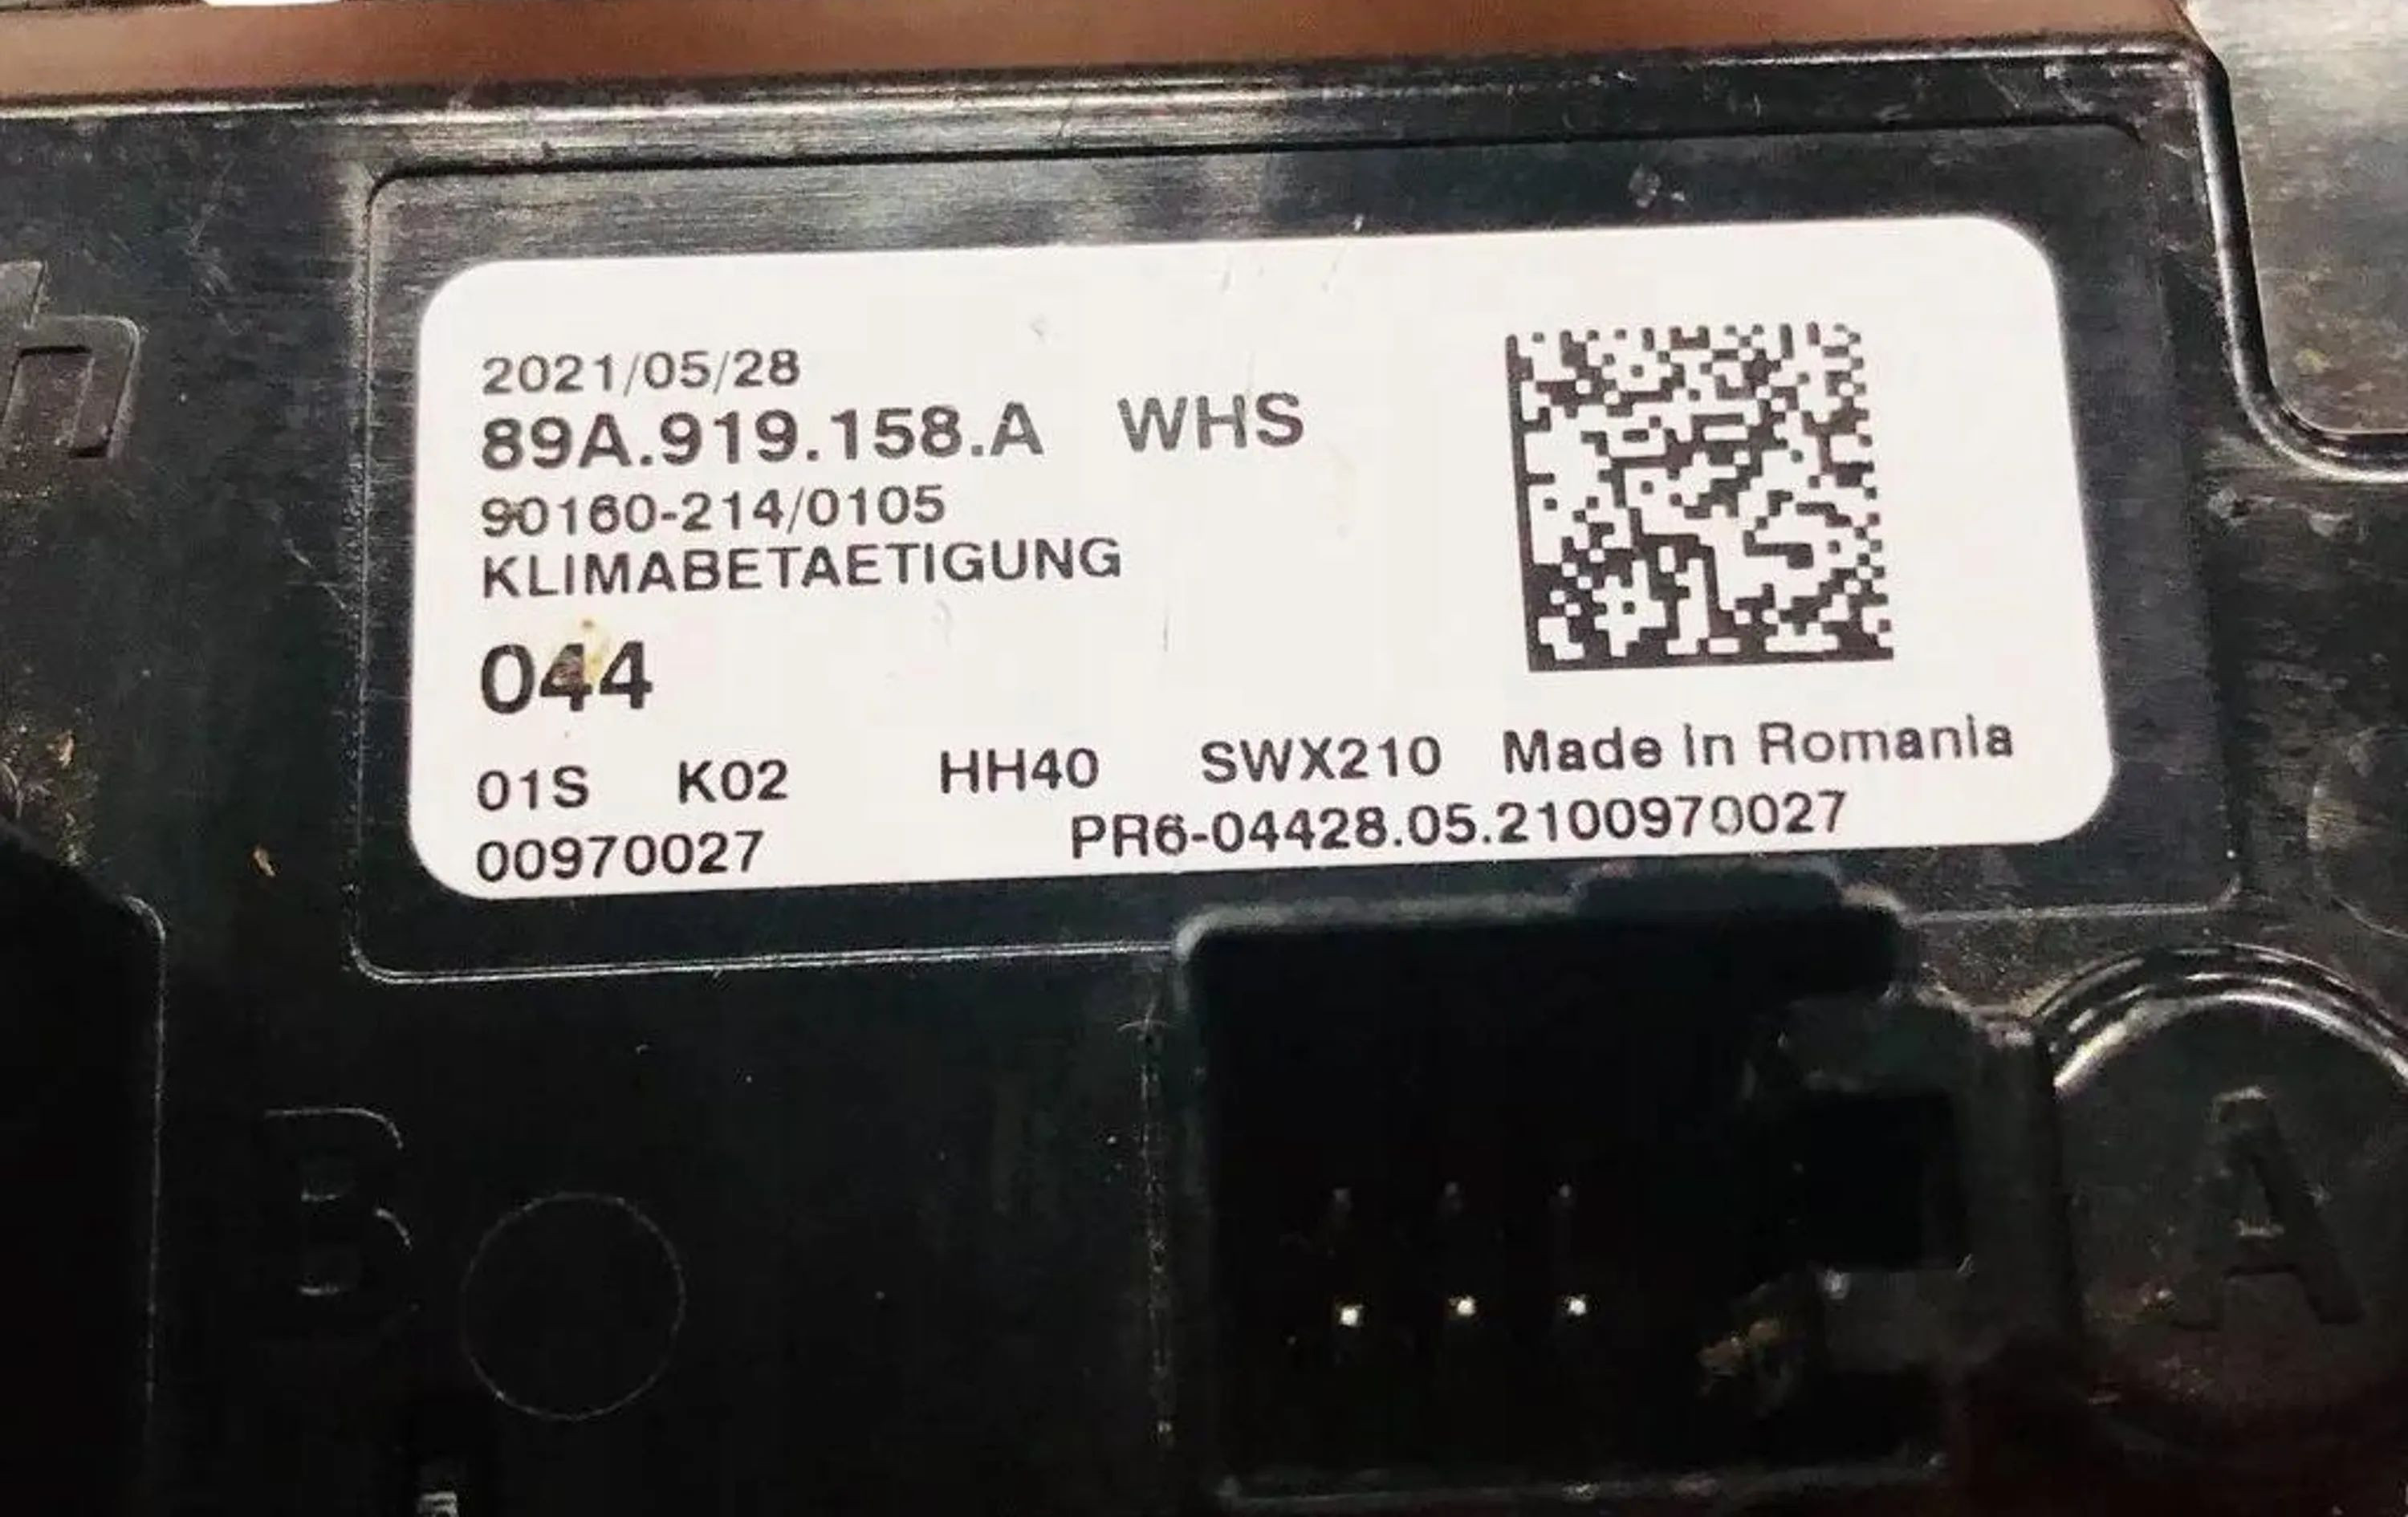 2021/05/28
89A.919.158.A WHS
90160-214/0105
KLIMABETAETIGUNG
044
01S K02 HH40 SWX210 Made in Romania
00970027 PR6-04428.05.2100970027
B
A